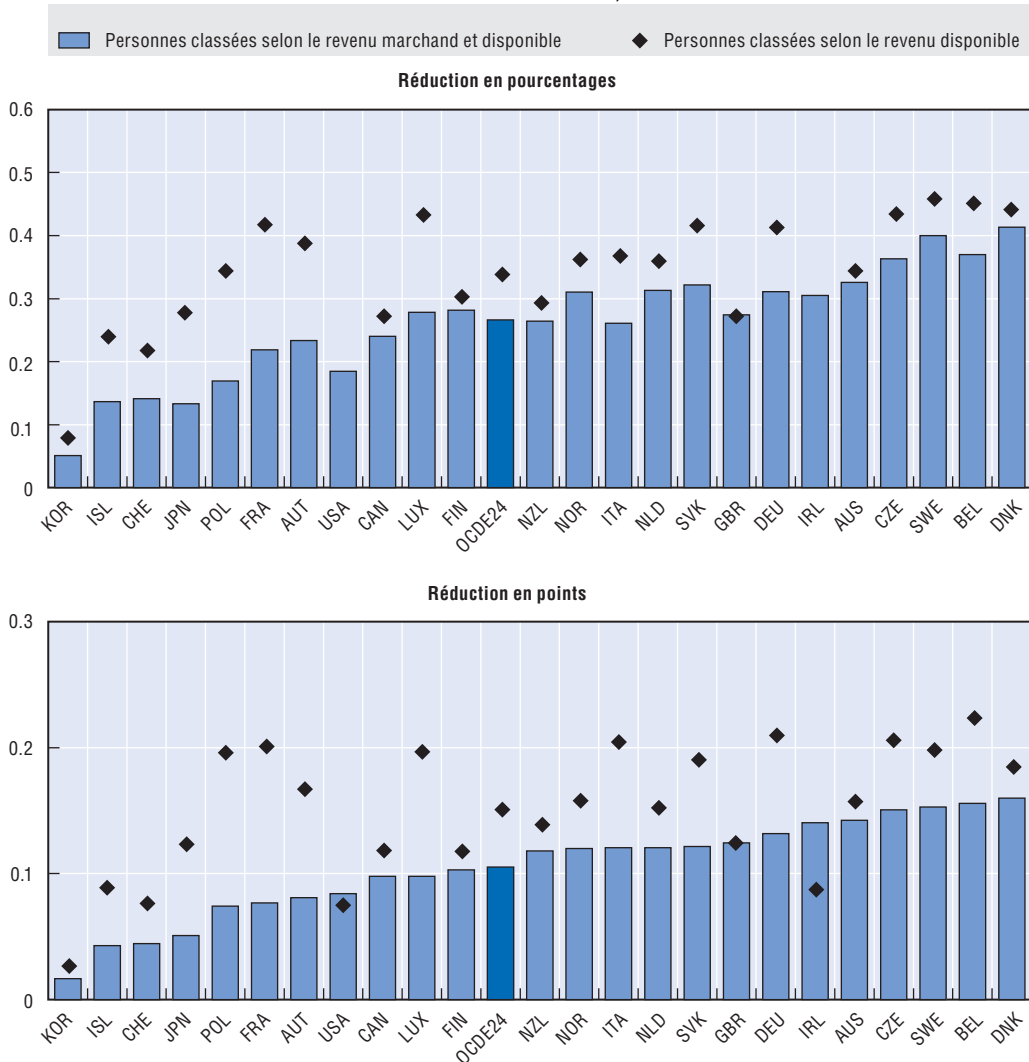 Personnes classées selon le revenu marchand et disponible
Personnes classées selon le revenu disponible
Réduction en pourcentages
0.6
0.5
0.4
0.3
0.2
0.1
0
KOR ISL CHE JPN POL FRA AUT USA CAN LUX FIN OCDE24 NZL NOR ITA NLD SVK GBR DEU IRL AUS CZE SWE BEL DNK
Réduction en points
0.3
0.2
0.1
0
KOR ISL CHE JPN POL FRA AUT USA CAN LUX FIN OCDE24 NZL NOR ITA NLD SVK GBR DEU IRL AUS CZE SWE BEL DNK